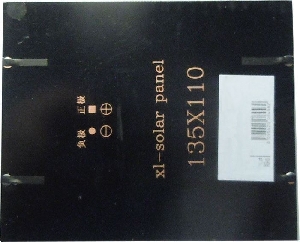 正极 ■ ⊕
负极 ● ⊖
xl-solar panel
135X110